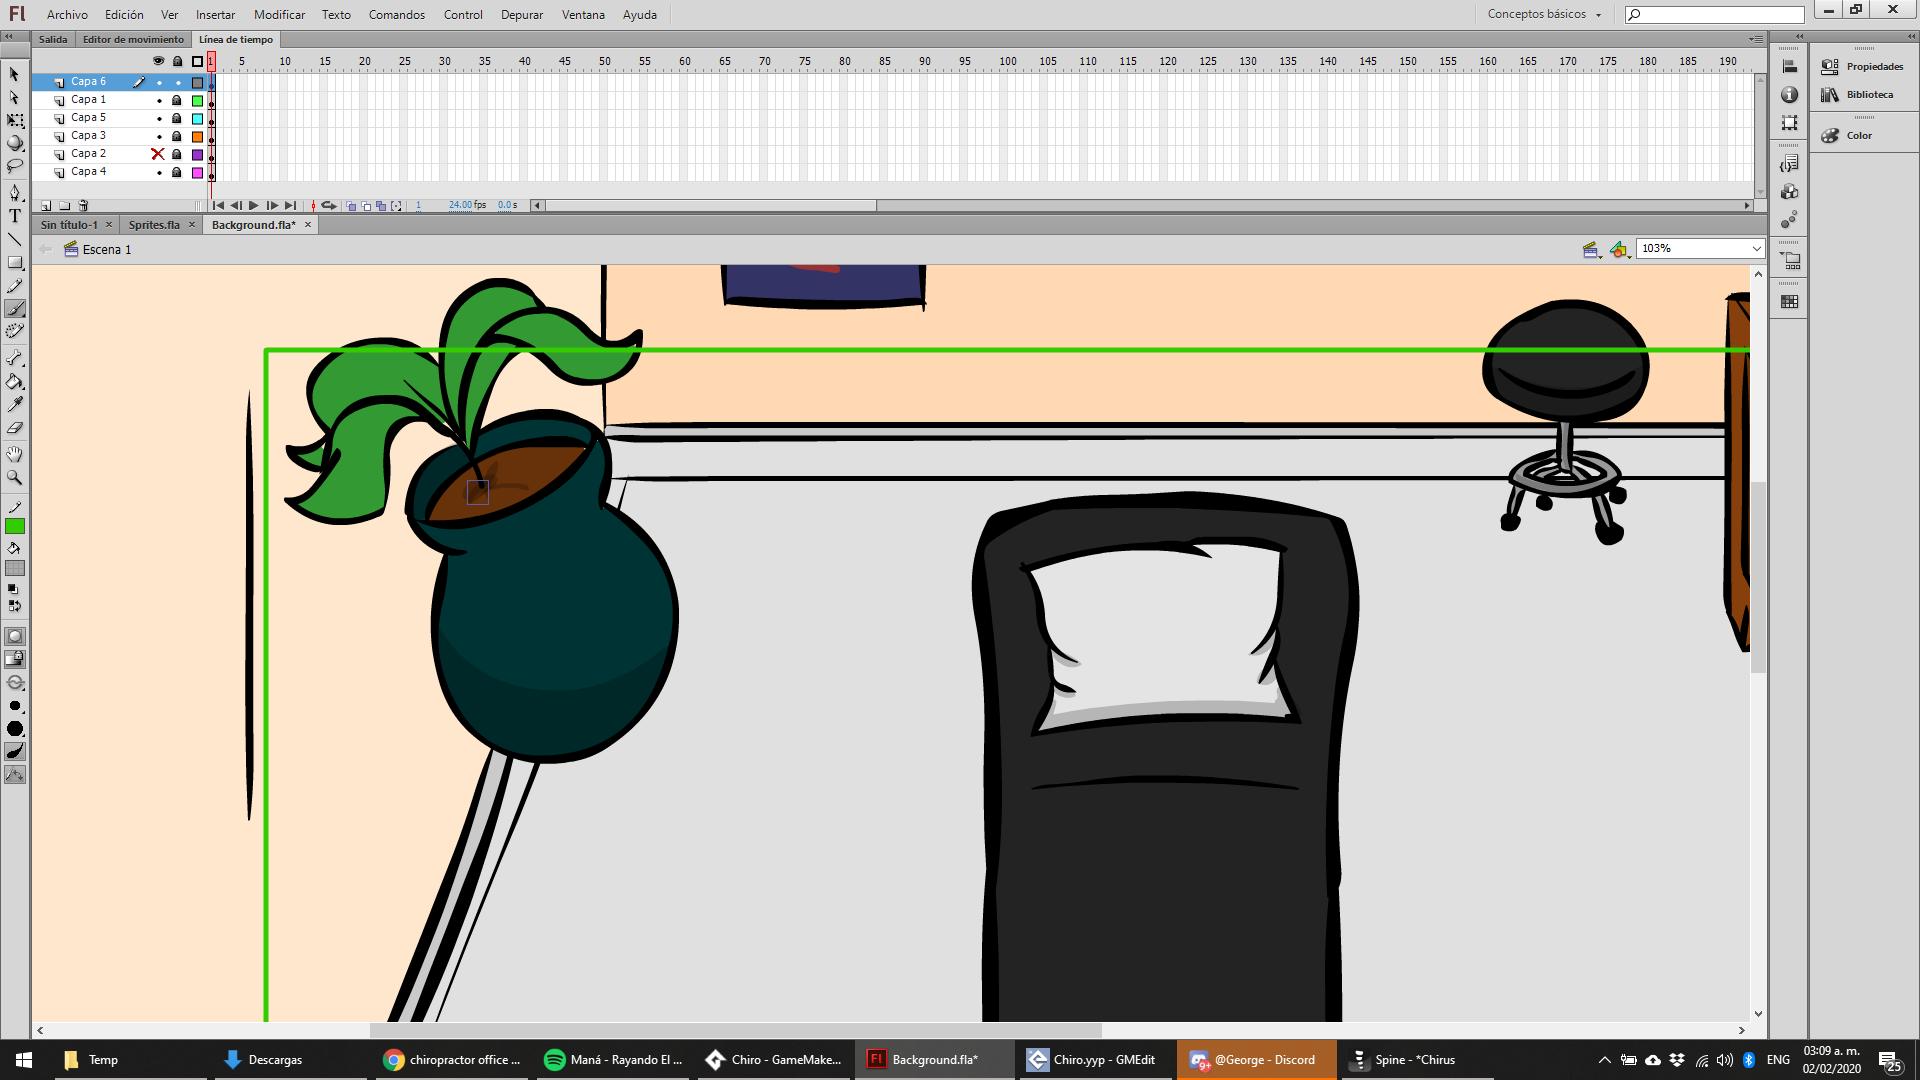 Fl Archivo Edición Ver Insertar Modificar Texto Comandos Control Depurar Ventana Ayuda Conceptos básicos
Salida Editor de movimiento Línea de tiempo
1 5 10 15 20 25 30 35 40 45 50 55 60 65 70 75 80 85 90 95 100 105 110 115 120 125 130 135 140 145 150 155 160 165 170 175 180 185 190
Capa 6
Capa 1
Capa 5
Capa 3
Capa 2
Capa 4
1 24.00 fps 0.0 s
Sin título-1 Sprites.fla Background.fla*
Escena 1 103%
Propiedades
Biblioteca
Color
Temp Descargas chiropractor office ... Maná - Rayando El ... Chiro - GameMake... Fl Background.fla* Chiro.yyp - GMEdit 9+ @George - Discord Spine - *Chirus ENG 03:09 a. m. 02/02/2020 25